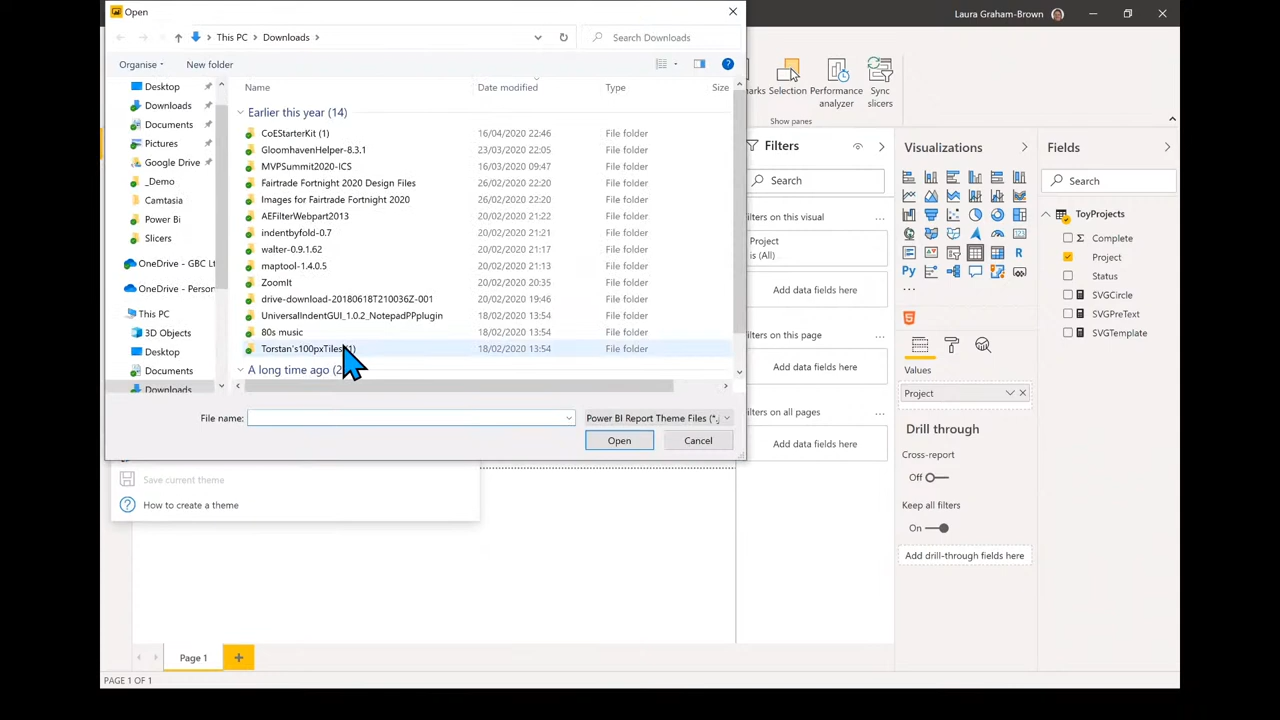 Open
Laura Graham-Brown
This PC > Downloads >
Search Downloads
Organise
New folder
Desktop
Downloads
Documents
Pictures
Google Drive
_Demo
Camtasia
Power Bi
Slicers
OneDrive - GBC Lt
OneDrive - Person
This PC
3D Objects
Desktop
Documents
Downloads
Name Date modified Type Size
Earlier this year (14)
CoEStarterKit (1) 16/04/2020 22:46 File folder
GloomhavenHelper-8.3.1 23/03/2020 22:05 File folder
MVPSummit2020-ICS 16/03/2020 09:47 File folder
Fairtrade Fortnight 2020 Design Files 26/02/2020 22:20 File folder
Images for Fairtrade Fortnight 2020 26/02/2020 22:20 File folder
AEFilterWebpart2013 20/02/2020 21:22 File folder
indentbyfold-0.7 20/02/2020 21:21 File folder
walter-0.9.1.62 20/02/2020 21:17 File folder
maptool-1.4.0.5 20/02/2020 21:13 File folder
ZoomIt 20/02/2020 20:35 File folder
drive-download-20180618T210036Z-001 20/02/2020 19:46 File folder
UniversalIndentGUI_1.0.2_NotepadPPplugin 18/02/2020 13:54 File folder
80s music 18/02/2020 13:54 File folder
Torstan's100pxTiles 1) 18/02/2020 13:54 File folder
A long time ago (2
File name:
Power BI Report Theme Files (*.j
Open
Cancel
Save current theme
How to create a theme
arks
Selection
Performance analyzer
Sync slicers
Show panes
Filters
Search
ilters on this visual ...
Project
is (All)
Add data fields here
ilters on this page ...
Add data fields here
ilters on all pages ...
Add data fields here
Visualizations
R
Py
...
Values
Project
Drill through
Cross-report
Off
Keep all filters
On
Add drill-through fields here
Fields
Search
ToyProjects
Σ Complete
Project
Status
SVGCircle
SVGPreText
SVGTemplate
Page 1
+
PAGE 1 OF 1